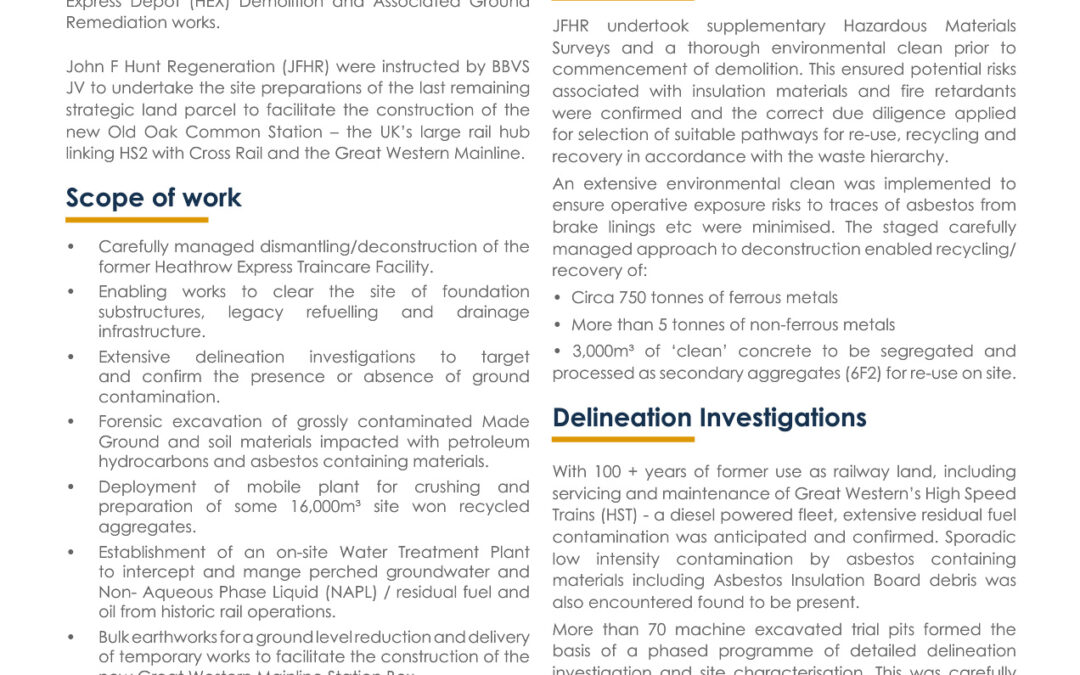 Express Depot (HEX) Demolition and Associated Ground
Remediation works.
John F Hunt Regeneration (JFHR) were instructed by BBVS
JV to undertake the site preparations of the last remaining
strategic land parcel to facilitate the construction of the
new Old Oak Common Station – the UK's large rail hub
linking HS2 with Cross Rail and the Great Western Mainline.
Scope of work
• Carefully managed dismantling/deconstruction of the
former Heathrow Express Traincare Facility.
• Enabling works to clear the site of foundation
substructures, legacy refuelling and drainage
infrastructure.
• Extensive delineation investigations to target
and confirm the presence or absence of ground
contamination.
• Forensic excavation of grossly contaminated Made
Ground and soil materials impacted with petroleum
hydrocarbons and asbestos containing materials.
• Deployment of mobile plant for crushing and
preparation of some 16,000m³ site won recycled
aggregates.
• Establishment of an on-site Water Treatment Plant
to intercept and mange perched groundwater and
Non- Aqueous Phase Liquid (NAPL) / residual fuel and
oil from historic rail operations.
• Bulk earthworks for a ground level reduction and delivery
of temporary works to facilitate the construction of the
new Great Western Mainline Station Box
JFHR undertook supplementary Hazardous Materials
Surveys and a thorough environmental clean prior to
commencement of demolition. This ensured potential risks
associated with insulation materials and fire retardants
were confirmed and the correct due diligence applied
for selection of suitable pathways for re-use, recycling and
recovery in accordance with the waste hierarchy.
An extensive environmental clean was implemented to
ensure operative exposure risks to traces of asbestos from
brake linings etc were minimised. The staged carefully
managed approach to deconstruction enabled recycling/
recovery of:
• Circa 750 tonnes of ferrous metals
• More than 5 tonnes of non-ferrous metals
• 3,000m³ of ‘clean’ concrete to be segregated and
processed as secondary aggregates (6F2) for re-use on site.
Delineation Investigations
With 100 + years of former use as railway land, including
servicing and maintenance of Great Western's High Speed
Trains (HST) - a diesel powered fleet, extensive residual fuel
contamination was anticipated and confirmed. Sporadic
low intensity contamination by asbestos containing
materials including Asbestos Insulation Board debris was
also encountered found to be present.
More than 70 machine excavated trial pits formed the
basis of a phased programme of detailed delineation
investigation and site characterisation. This was carefully